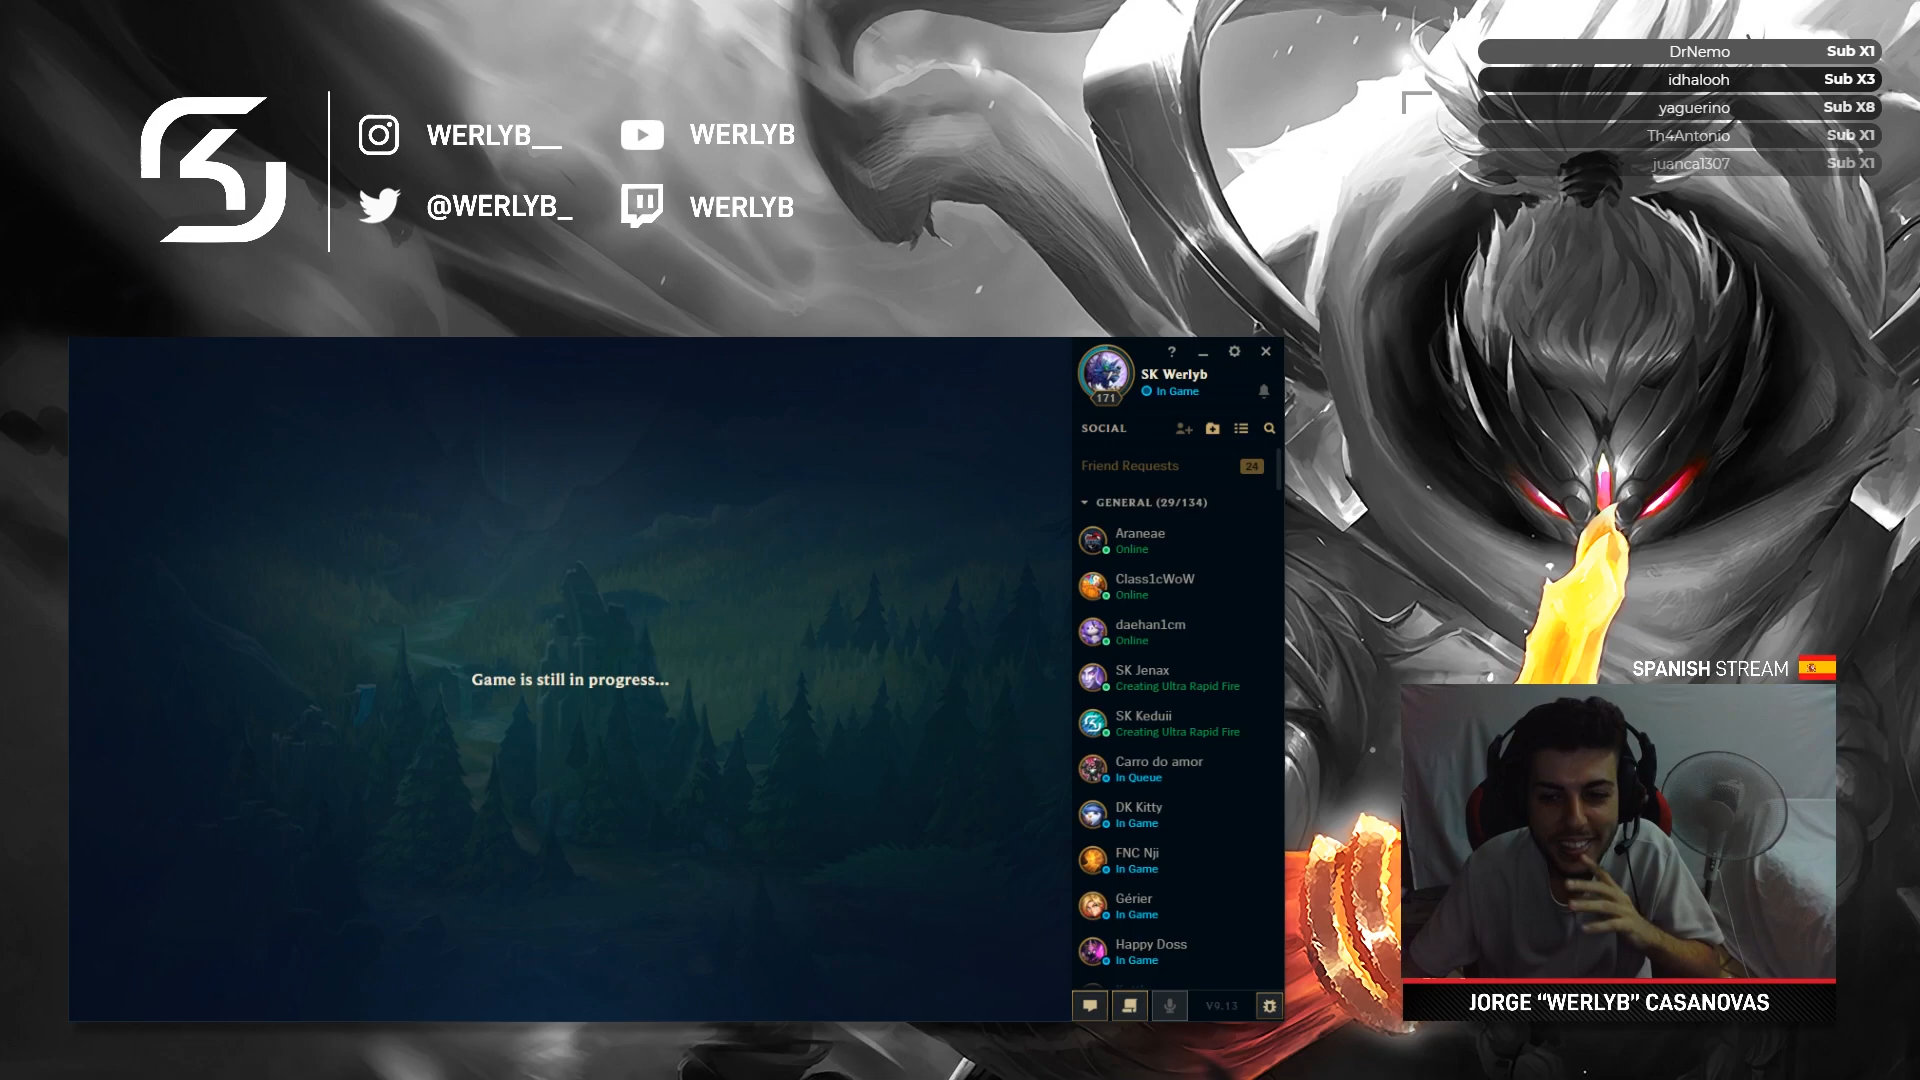 WERLYB__
WERLYB
@WERLYB_
WERLYB
DrNemo Sub X1
idhalooh Sub X3
yaguerino Sub X8
Th4Antonio Sub X1
juanca1307 Sub X1
SK Werlyb
In Game
171
SOCIAL
Friend Requests 24
GENERAL (29/134)
Araneae
Online
Class1cWoW
Online
daehan1cm
Online
SK Jenax
Creating Ultra Rapid Fire
SK Keduii
Creating Ultra Rapid Fire
Carro do amor
In Queue
DK Kitty
In Game
FNC Nji
In Game
Gérier
In Game
Happy Doss
In Game
V9.13
Game is still in progress...
SPANISH STREAM
JORGE “WERLYB” CASANOVAS